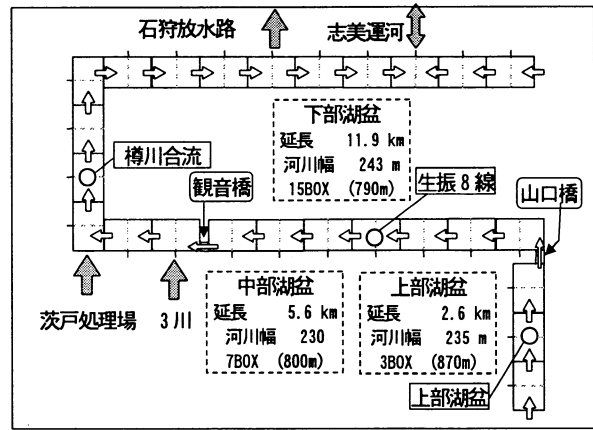 石狩放水路
志美運河
下部湖盆
延長 11.9 km
河川幅 243 m
15BOX (790m)
樽川合流
観音橋
生振8線
山口橋
茨戸処理場
3川
中部湖盆
延長 5.6 km
河川幅 230
7BOX (800m)
上部湖盆
延長 2.6 km
河川幅 235 m
3BOX (870m)
上部湖盆